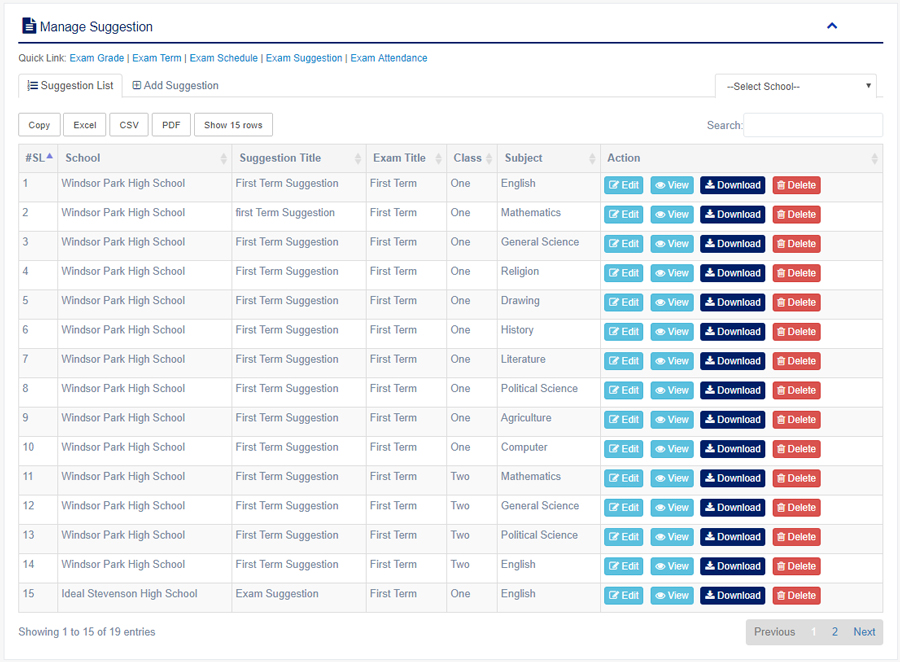 Manage Suggestion
Quick Link: Exam Grade | Exam Term | Exam Schedule | Exam Suggestion | Exam Attendance
Suggestion List Add Suggestion --Select School--
Copy Excel CSV PDF Show 15 rows Search:
#SL School Suggestion Title Exam Title Class Subject Action
1 Windsor Park High School First Term Suggestion First Term One English Edit View Download Delete
2 Windsor Park High School first Term Suggestion First Term One Mathematics Edit View Download Delete
3 Windsor Park High School First Term Suggestion First Term One General Science Edit View Download Delete
4 Windsor Park High School First Term Suggestion First Term One Religion Edit View Download Delete
5 Windsor Park High School First Term Suggestion First Term One Drawing Edit View Download Delete
6 Windsor Park High School First Term Suggestion First Term One History Edit View Download Delete
7 Windsor Park High School First Term Suggestion First Term One Literature Edit View Download Delete
8 Windsor Park High School First Term Suggestion First Term One Political Science Edit View Download Delete
9 Windsor Park High School First Term Suggestion First Term One Agriculture Edit View Download Delete
10 Windsor Park High School First Term Suggestion First Term One Computer Edit View Download Delete
11 Windsor Park High School First Term Suggestion First Term Two Mathematics Edit View Download Delete
12 Windsor Park High School First Term Suggestion First Term Two General Science Edit View Download Delete
13 Windsor Park High School First Term Suggestion First Term Two Political Science Edit View Download Delete
14 Windsor Park High School First Term Suggestion First Term Two English Edit View Download Delete
15 Ideal Stevenson High School Exam Suggestion First Term One English Edit View Download Delete
Showing 1 to 15 of 19 entries Previous 1 2 Next